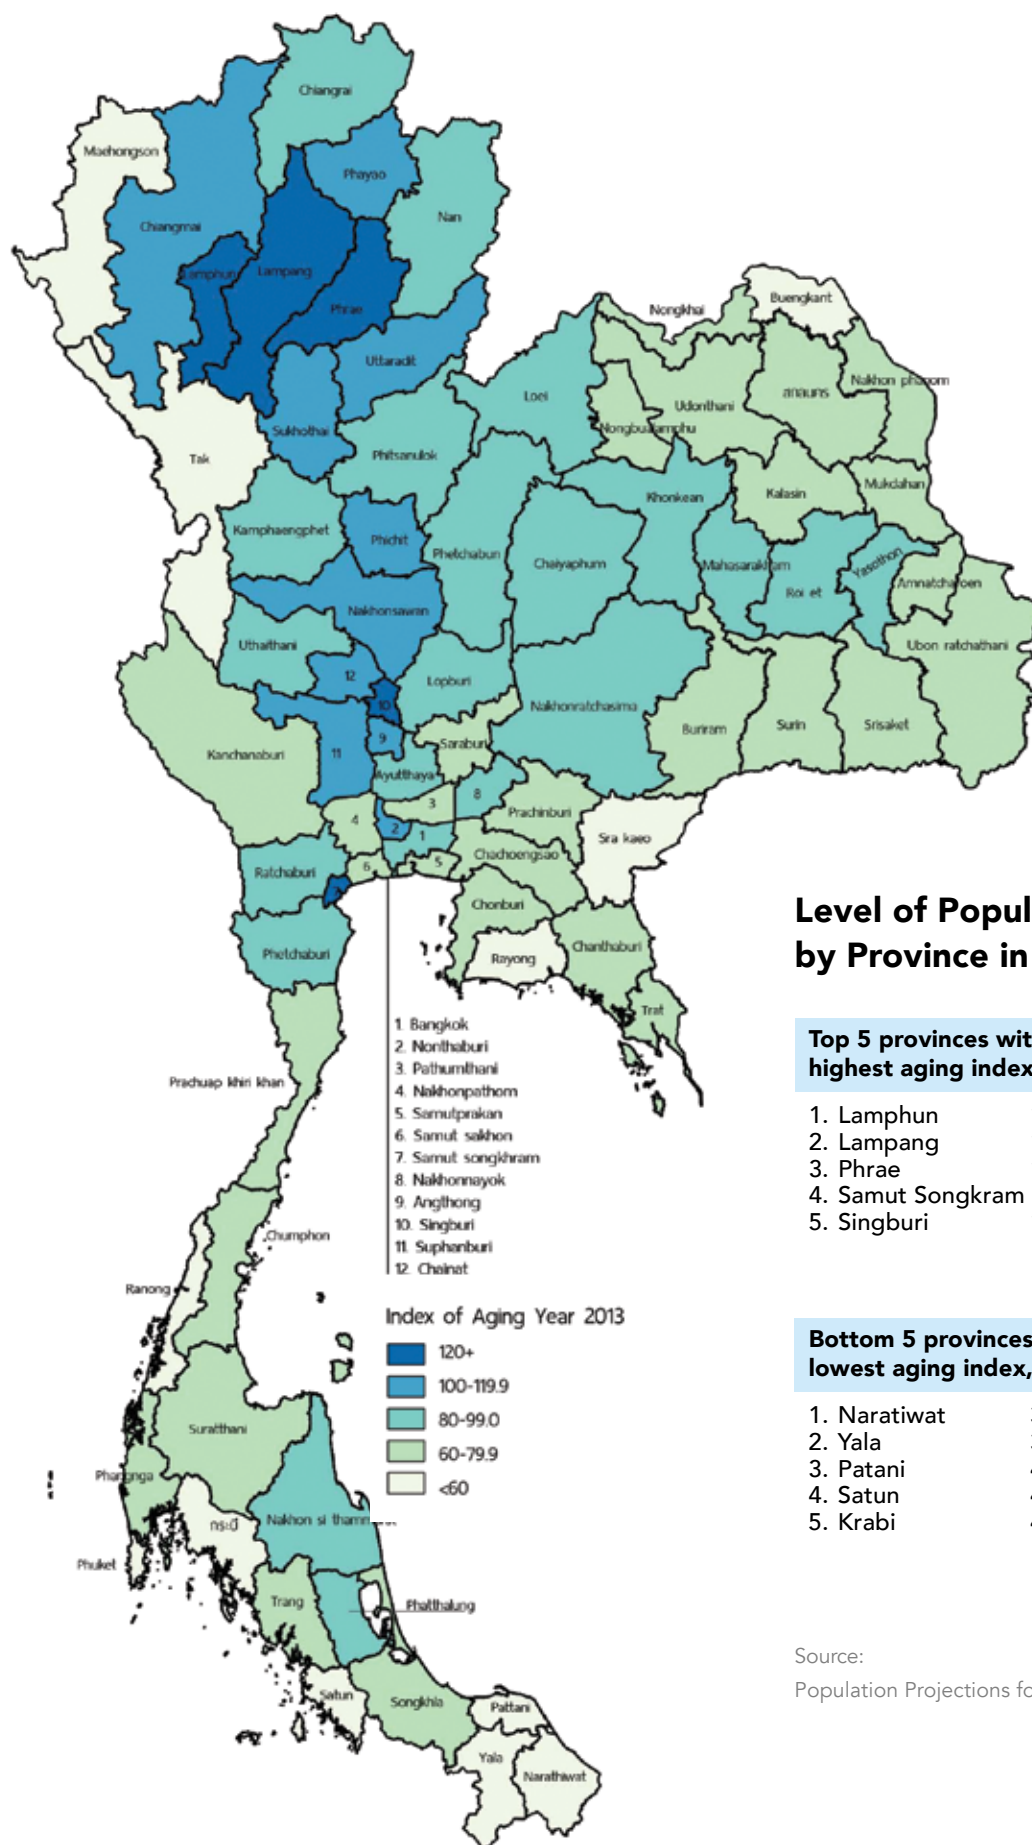 Chiangrai
Maehongson
Phayao
Nan
Chiangmai
Lamphun
Lampang
Phrae
Buengkant
Nongkhai
Uttaradit
Nakhon phanom
Loei
Udonthani
Nongbualamphu
Sukhothai
Tak
Phitsanulok
Khonkean
Kalasin
Mukdahan
Kamphaengphet
Phichit
Phetchabun
Chaiyaphum
Mahasarakham
Roi et
Yasothon
Amnatcharoen
Nakhonsawan
Uthaithani
Ubon ratchathani
12
Lopburi
10
Nakhonratchasima
Buriram
Surin
Srisaket
9
Saraburi
Kanchanaburi
11
Ayutthaya
8
3
Prachinburi
4
2
1
Sra kaeo
Chachoengsao
5
6
Ratchaburi
Chonburi
Phetchaburi
Rayong
Chanthaburi
Trat
Prachuap khiri khan
1. Bangkok
2. Nonthaburi
3. Pathumthani
4. Nakhonpathom
5. Samutprakan
6. Samut sakhon
7. Samut songkhram
8. Nakhonnayok
9. Angthong
10. Singburi
11. Suphanburi
12. Chainat
Chumphon
Ranong
Index of Aging Year 2013
120+
100-119.9
80-99.0
60-79.9
<60
Suratthani
Phangnga
กระบี่
Nakhon si
Phuket
Trang
Phatthalung
Satun
Songkhla
Pattani
Yala
Narathiwat
Level of Popul
by Province in
Top 5 provinces wit
highest aging index
1. Lamphun
2. Lampang
3. Phrae
4. Samut Songkram
5. Singburi
Bottom 5 provinces
lowest aging index,
1. Naratiwat
2. Yala
3. Patani
4. Satun
5. Krabi
Source:
Population Projections fo